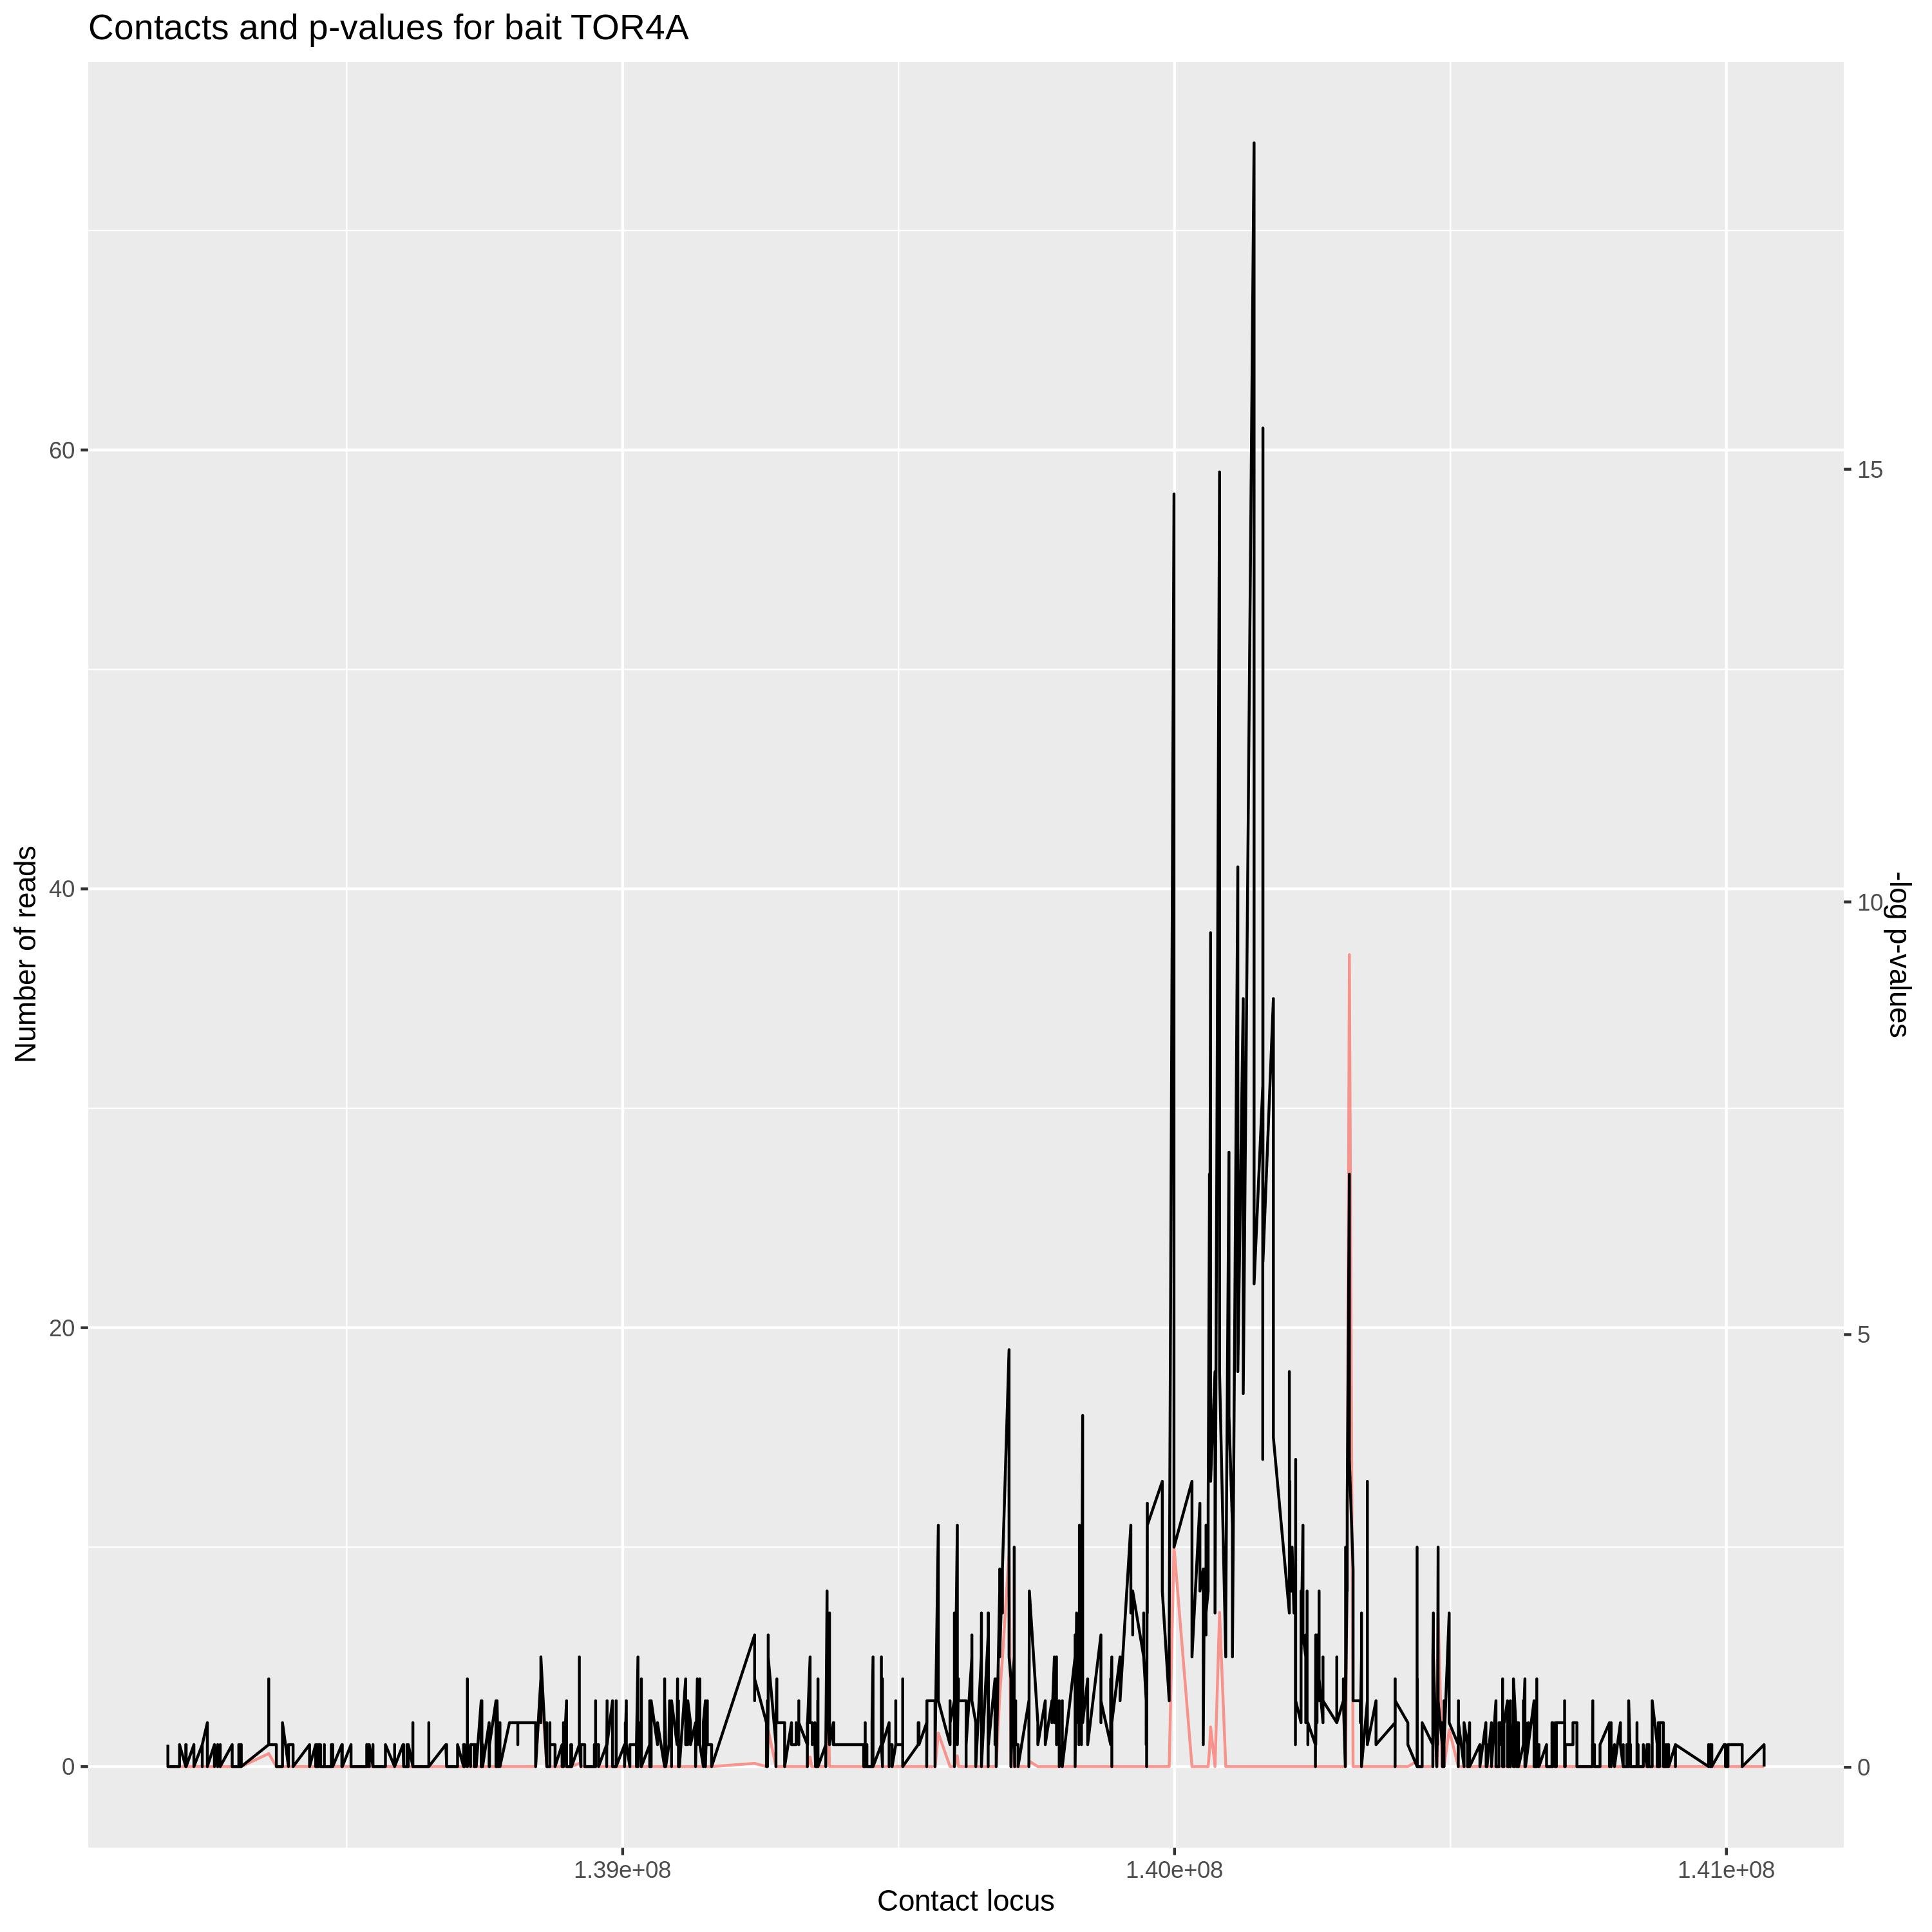 Contacts and p-values for bait TOR4A
60
40
20
0
Number of reads
15
10
5
0
-log p-values
1.39e+08
1.40e+08
1.41e+08
Contact locus